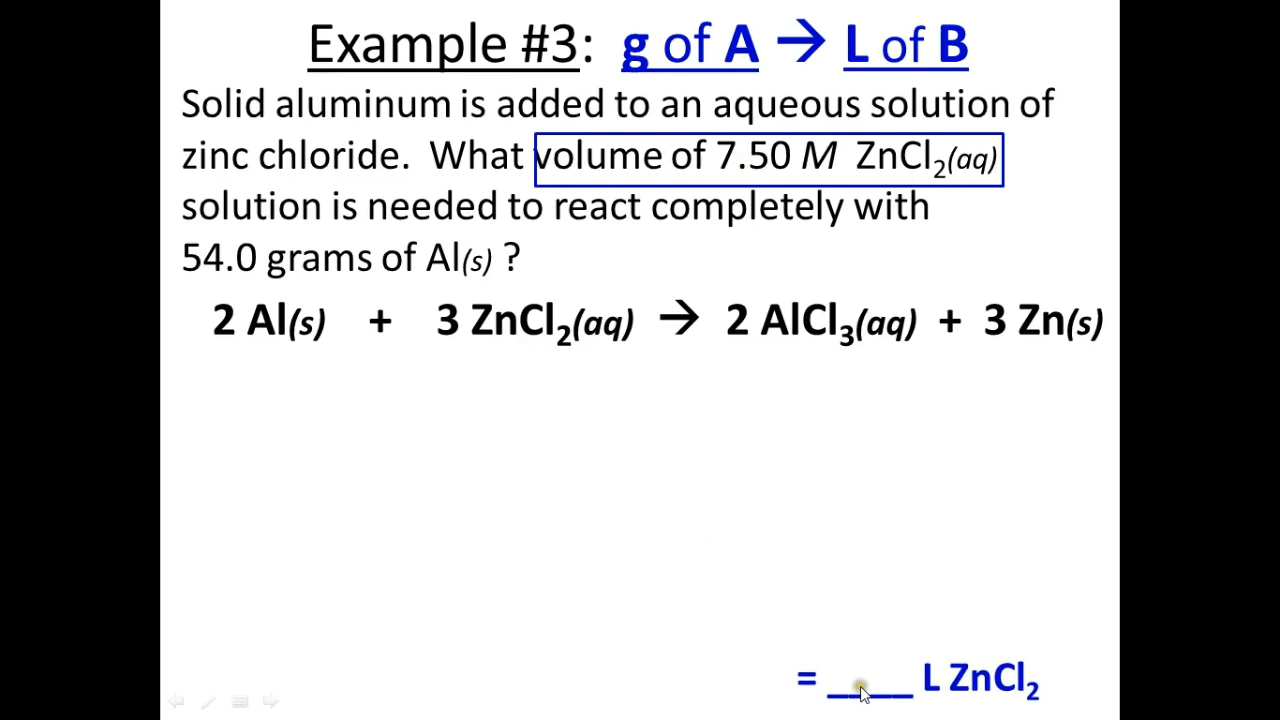 Example #3: g of A → L of B
Solid aluminum is added to an aqueous solution of
zinc chloride. What volume of 7.50 M ZnCl₂(aq)
solution is needed to react completely with
54.0 grams of Al(s) ?
2 Al(s) + 3 ZnCl₂(aq) → 2 AlCl₃(aq) + 3 Zn(s)
= ____ L ZnCl₂